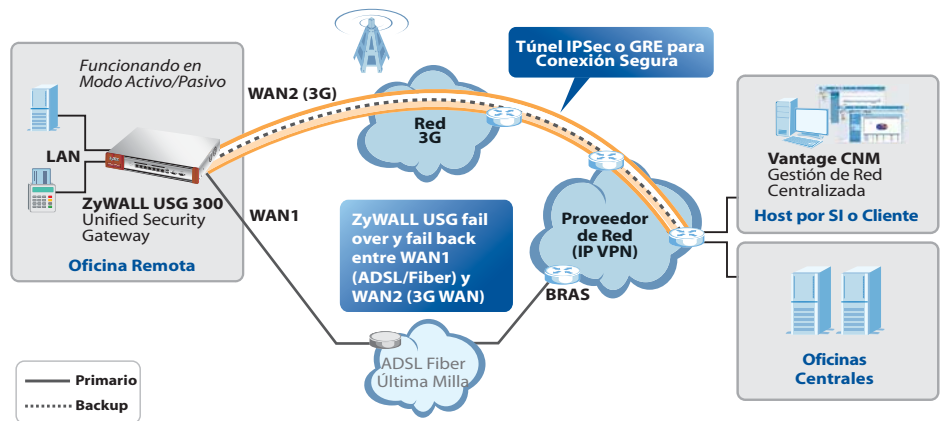 Funcionando en
Modo Activo/Pasivo
LAN
ZyWALL USG 300
Unified Security
Gateway
Oficina Remota
WAN2 (3G)
WAN1
Red
3G
Túnel IPSec o GRE para
Conexión Segura
ZyWALL USG fail
over y fail back
entre WAN1
(ADSL/Fiber) y
WAN2 (3G WAN)
Proveedor
de Red
(IP VPN)
BRAS
ADSL Fiber
Última Milla
Vantage CNM
Gestión de Red
Centralizada
Host por SI o Cliente
Oficinas
Centrales
Primario
Backup